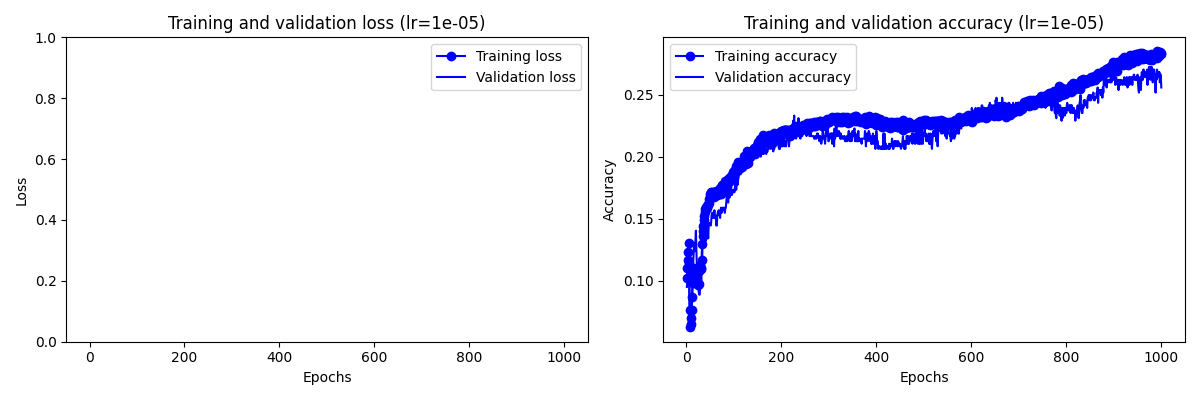 Training and validation loss (lr=1e-05)
1.0
0.8
0.6
0.4
0.2
0.0
Loss
Training loss
Validation loss
0 200 400 600 800 1000
Epochs
Training and validation accuracy (lr=1e-05)
0.25
0.20
0.15
0.10
Accuracy
Training accuracy
Validation accuracy
0 200 400 600 800 1000
Epochs